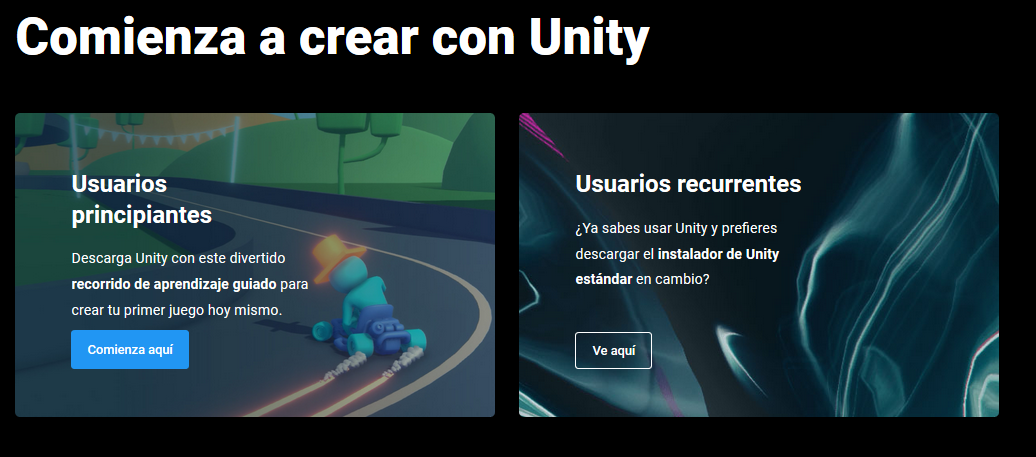 Comienza a crear con Unity
Usuarios
principiantes
Descarga Unity con este divertido
recorrido de aprendizaje guiado para
crear tu primer juego hoy mismo.
Comienza aquí
Usuarios recurrentes
¿Ya sabes usar Unity y prefieres
descargar el instalador de Unity
estándar en cambio?
Ve aquí